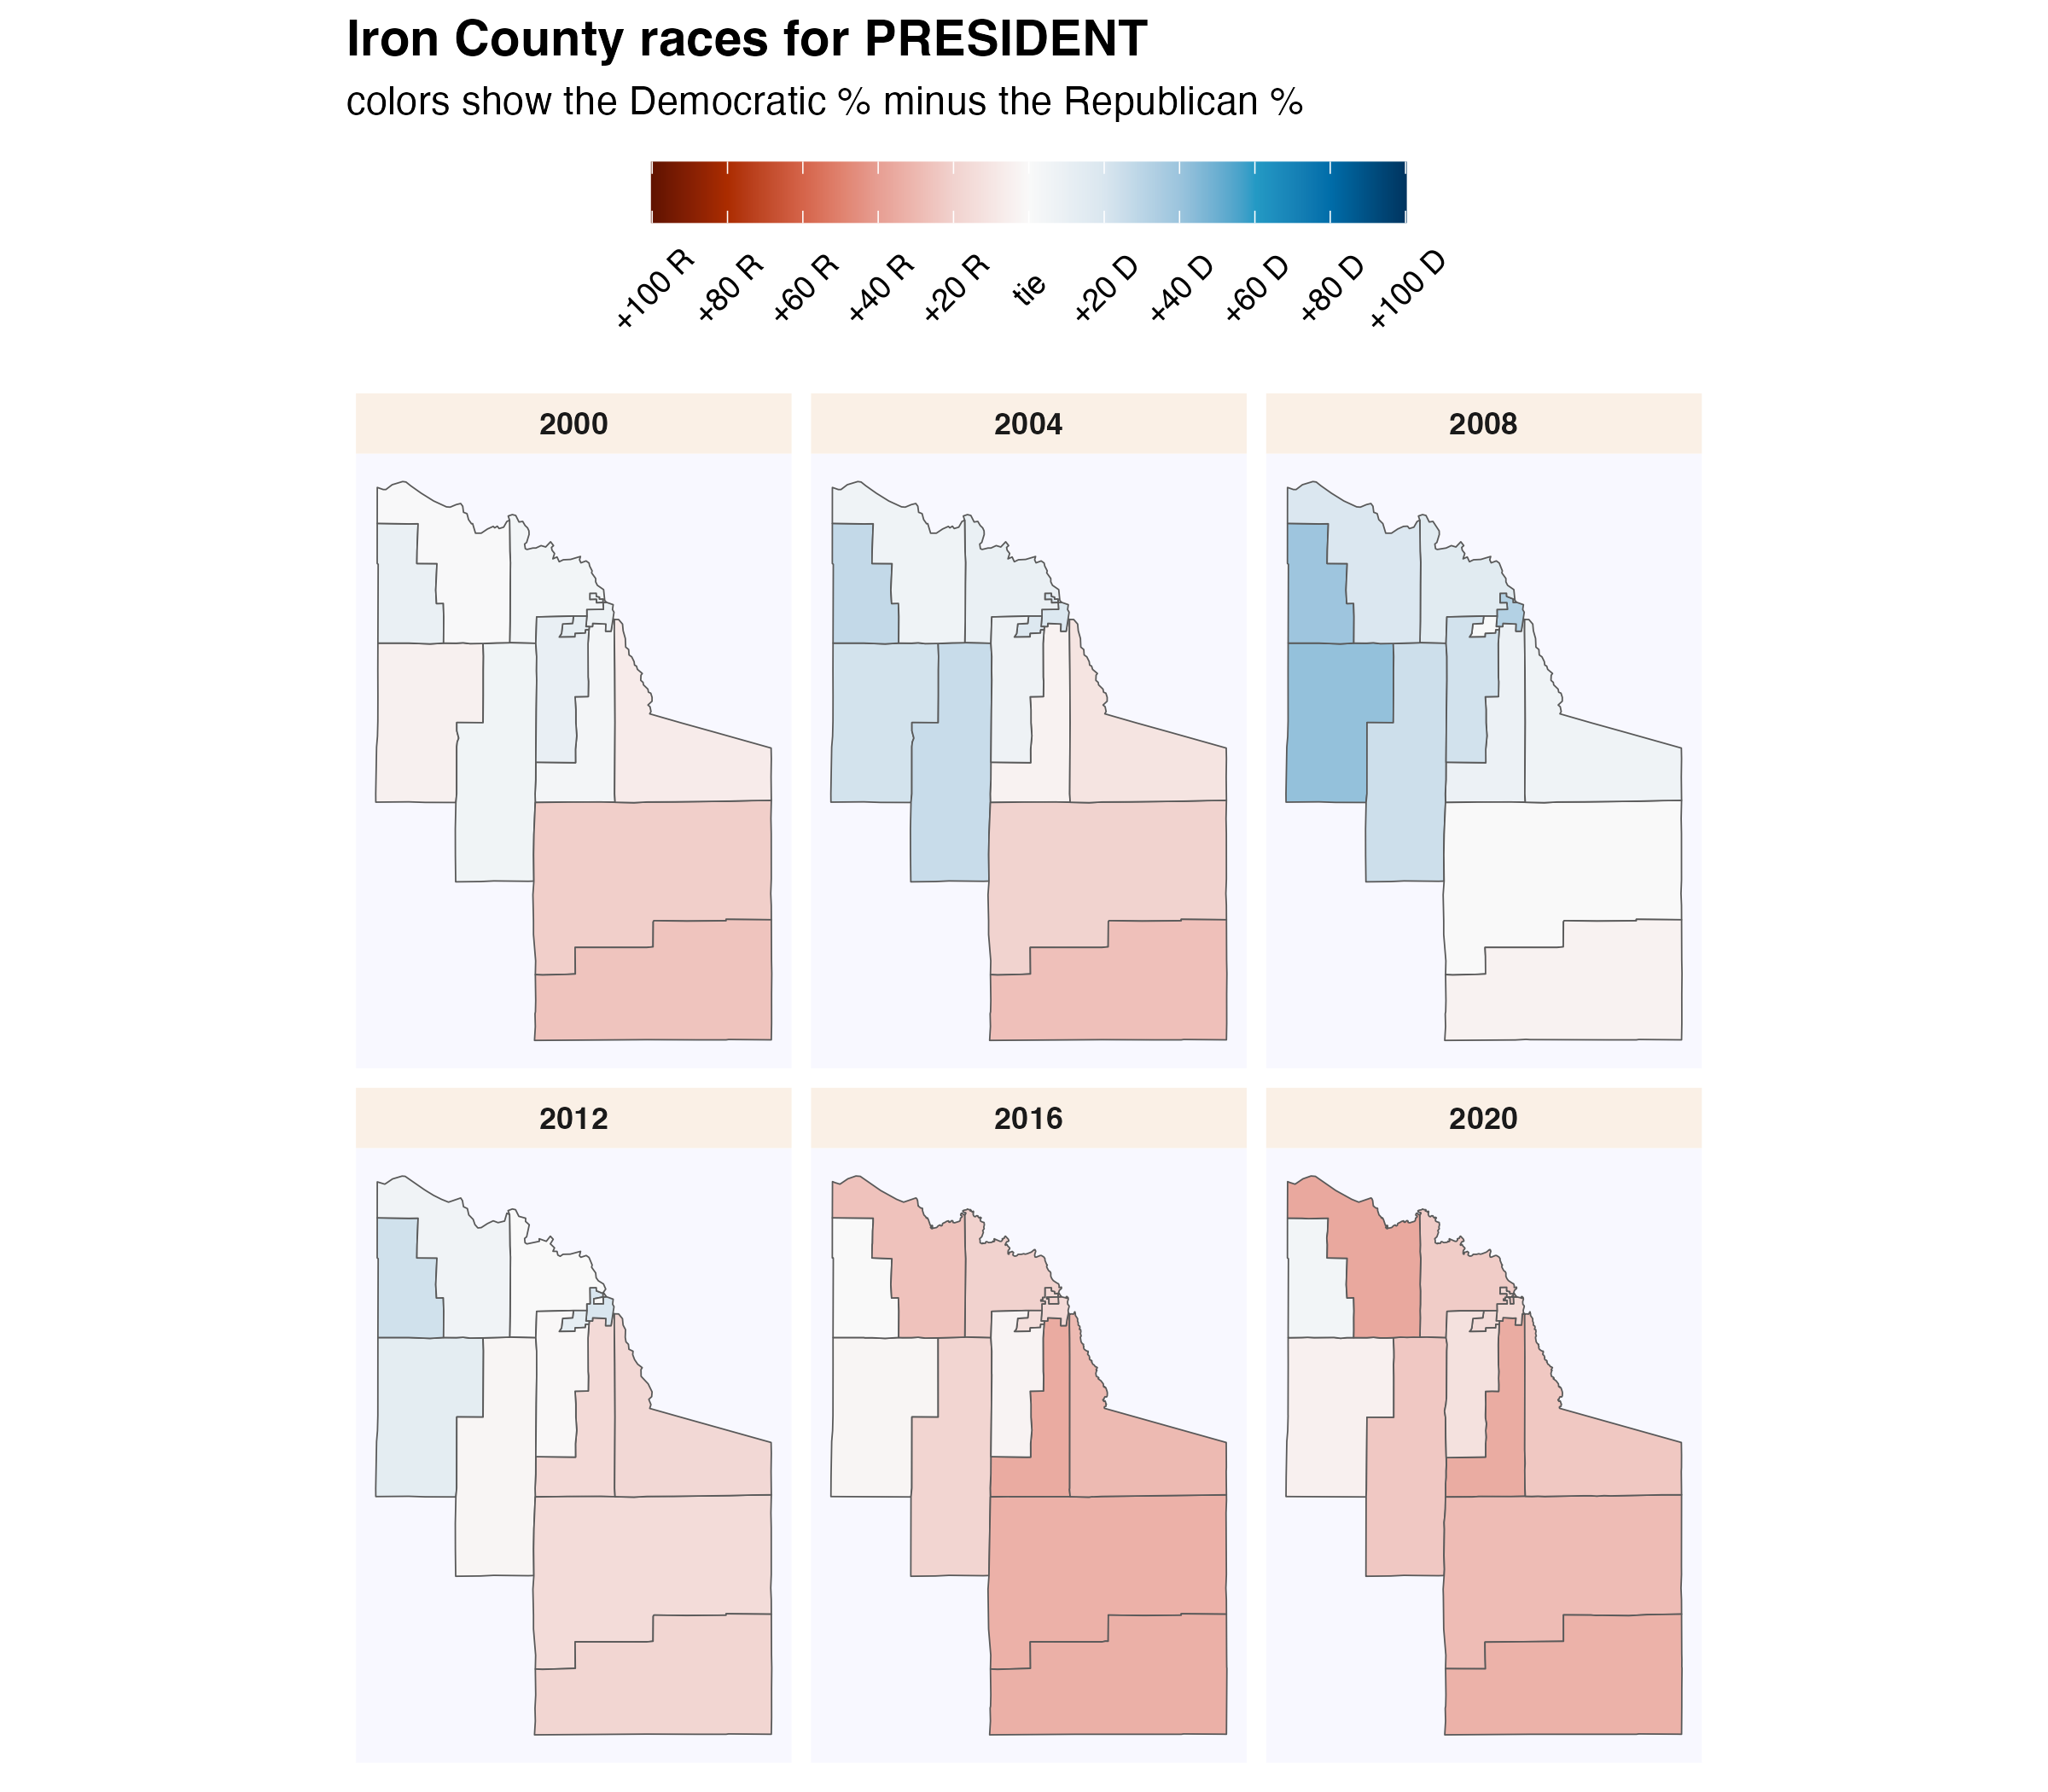 Iron County races for PRESIDENT
colors show the Democratic % minus the Republican %
+100 R
+80 R
+60 R
+40 R
+20 R
tie
+20 D
+40 D
+60 D
+80 D
+100 D
2000
2004
2008
2012
2016
2020